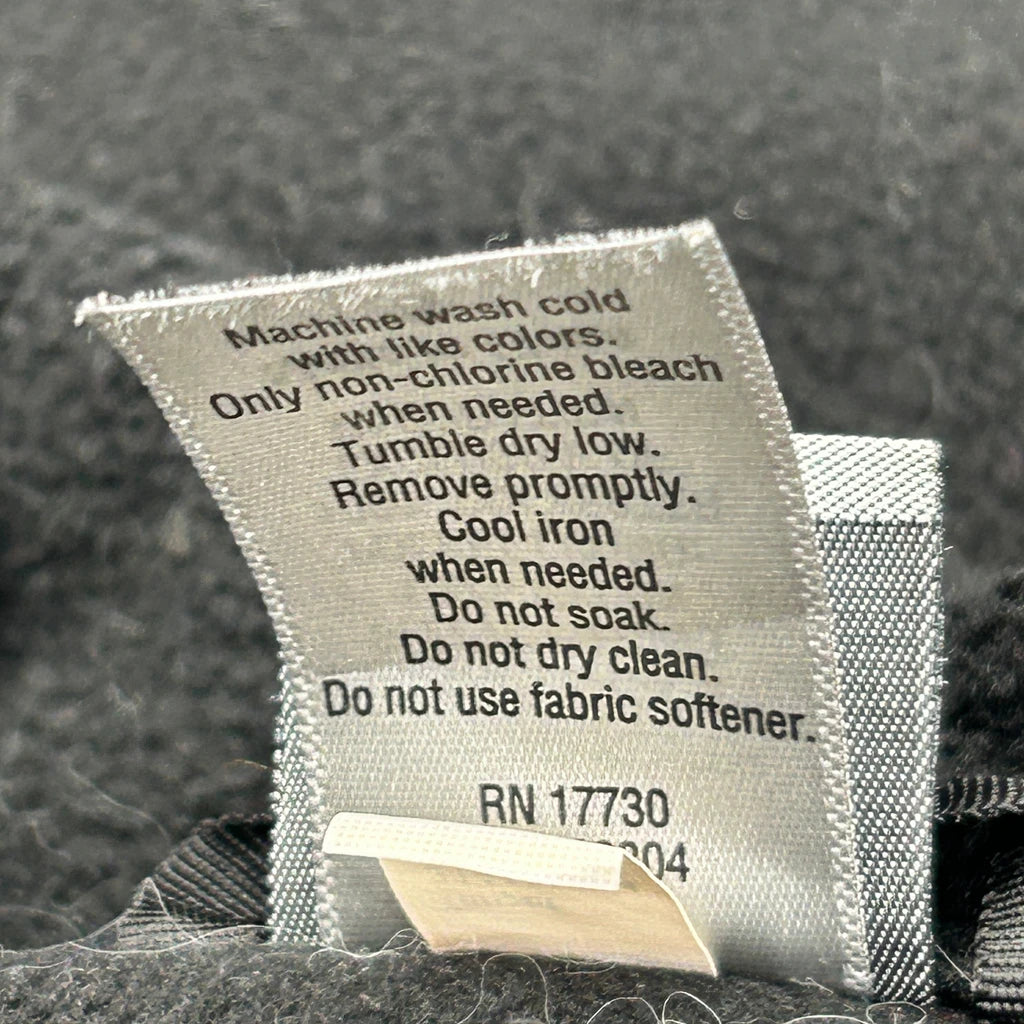 Machine wash cold
with like colors.
Only non-chlorine bleach
when needed.
Tumble dry low.
Remove promptly.
Cool iron
when needed.
Do not soak.
Do not dry clean.
Do not use fabric softener.
RN 17730